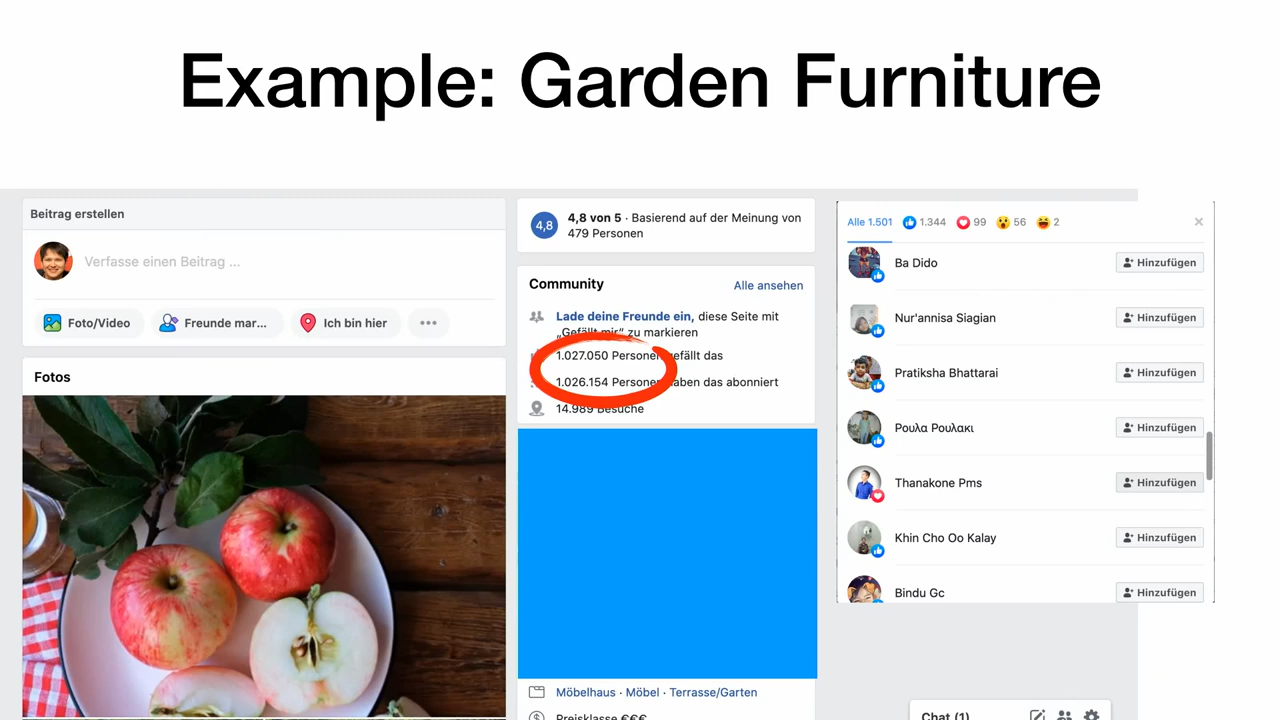 Example: Garden Furniture
Beitrag erstellen
Verfasse einen Beitrag ...
Foto/Video
Freunde mar...
Ich bin hier
Fotos
4,8
4,8 von 5 · Basierend auf der Meinung von
479 Personen
Community
Alle ansehen
Lade deine Freunde ein, diese Seite mit
„Gefällt mir“ zu markieren
1.027.050 Personen gefällt das
1.026.154 Personen haben das abonniert
14.989 Besuche
Möbelhaus · Möbel · Terrasse/Garten
Preisklasse €€€
Alle 1.501
1.344
99
56
2
Ba Dido
Hinzufügen
Nur'annisa Siagian
Hinzufügen
Pratiksha Bhattarai
Hinzufügen
Ρουλα Ρουλακι
Hinzufügen
Thanakone Pms
Hinzufügen
Khin Cho Oo Kalay
Hinzufügen
Bindu Gc
Hinzufügen
Chat (1)